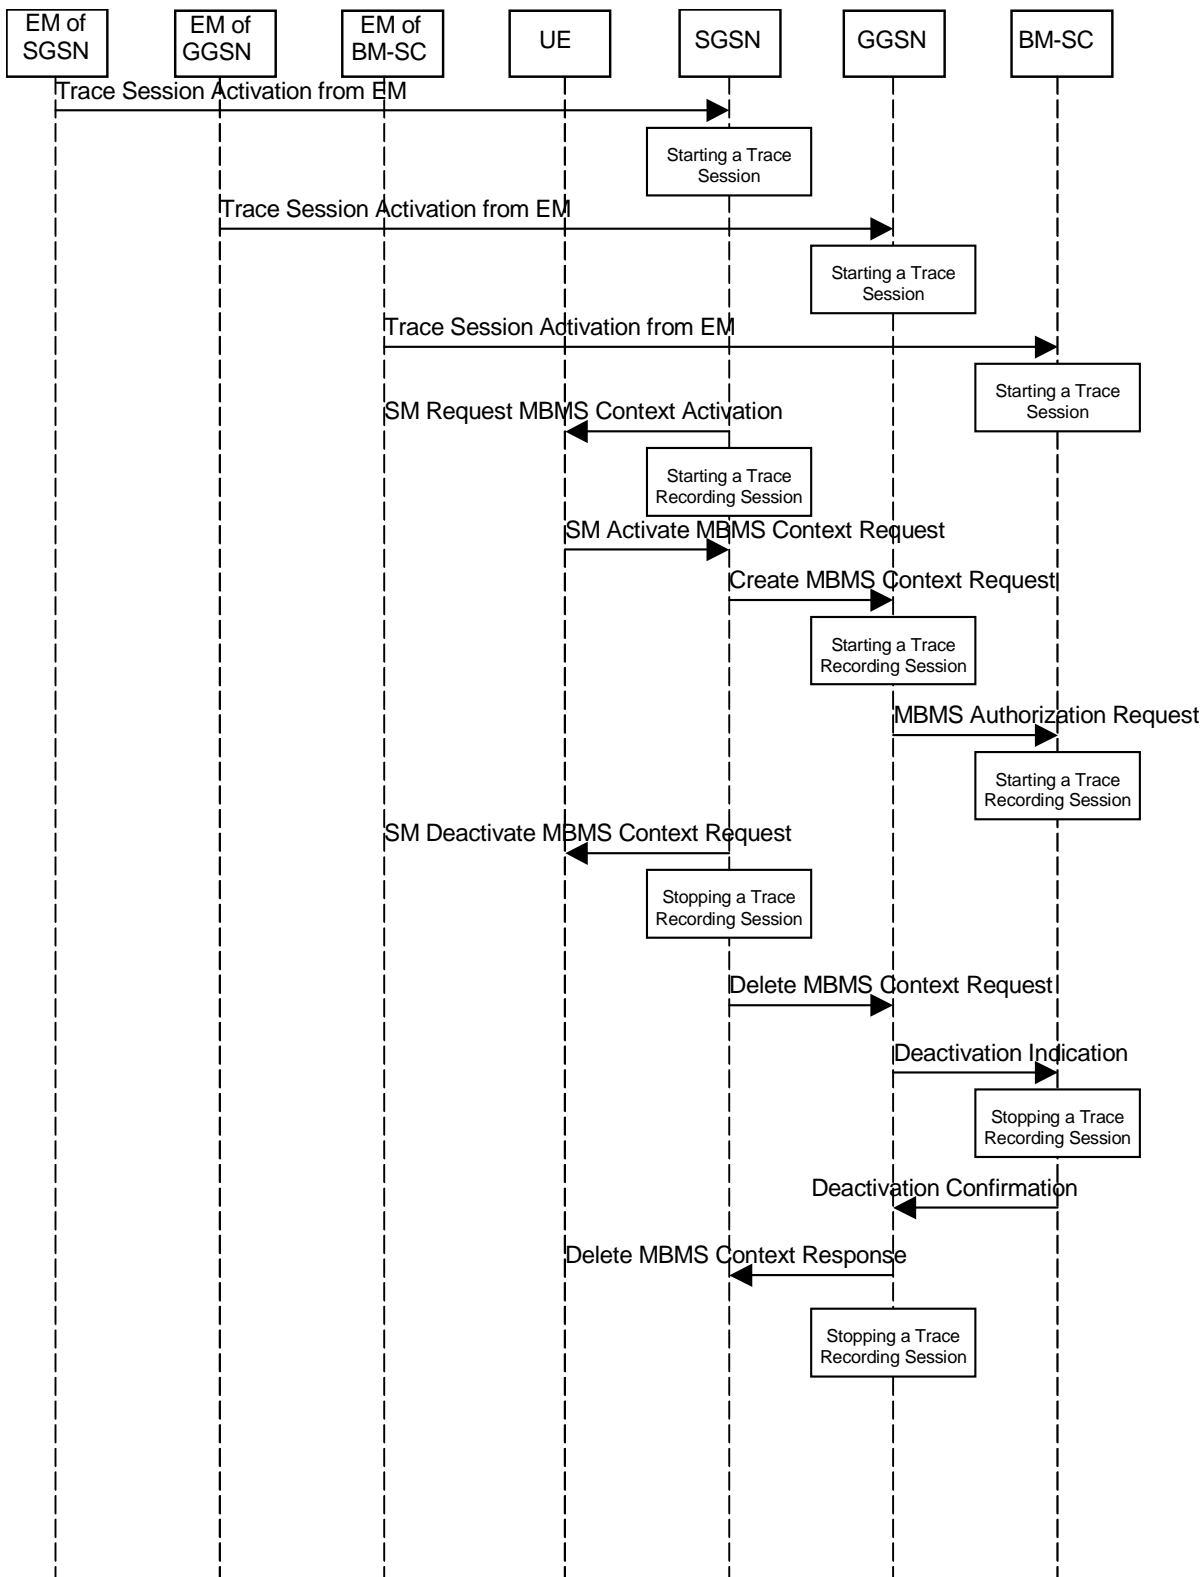 EM of
SGSN
EM of
GGSN
EM of
BM-SC
UE
SGSN
GGSN
BM-SC
Trace Session Activation from EM
Starting a Trace
Session
Trace Session Activation from EM
Starting a Trace
Session
Trace Session Activation from EM
Starting a Trace
Session
SM Request MBMS Context Activation
Starting a Trace
Recording Session
SM Activate MBMS Context Request
Create MBMS Context Request
Starting a Trace
Recording Session
MBMS Authorization Request
Starting a Trace
Recording Session
SM Deactivate MBMS Context Request
Stopping a Trace
Recording Session
Delete MBMS Context Request
Deactivation Indication
Stopping a Trace
Recording Session
Deactivation Confirmation
Delete MBMS Context Response
Stopping a Trace
Recording Session